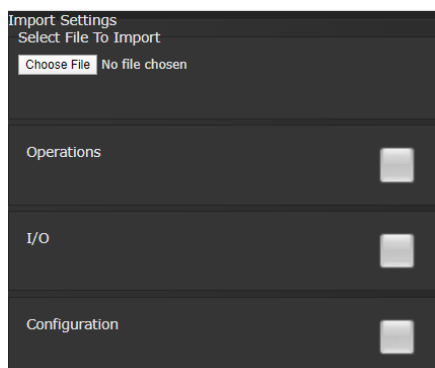 Import Settings
Select File To Import
Choose File No file chosen
Operations
I/O
Configuration